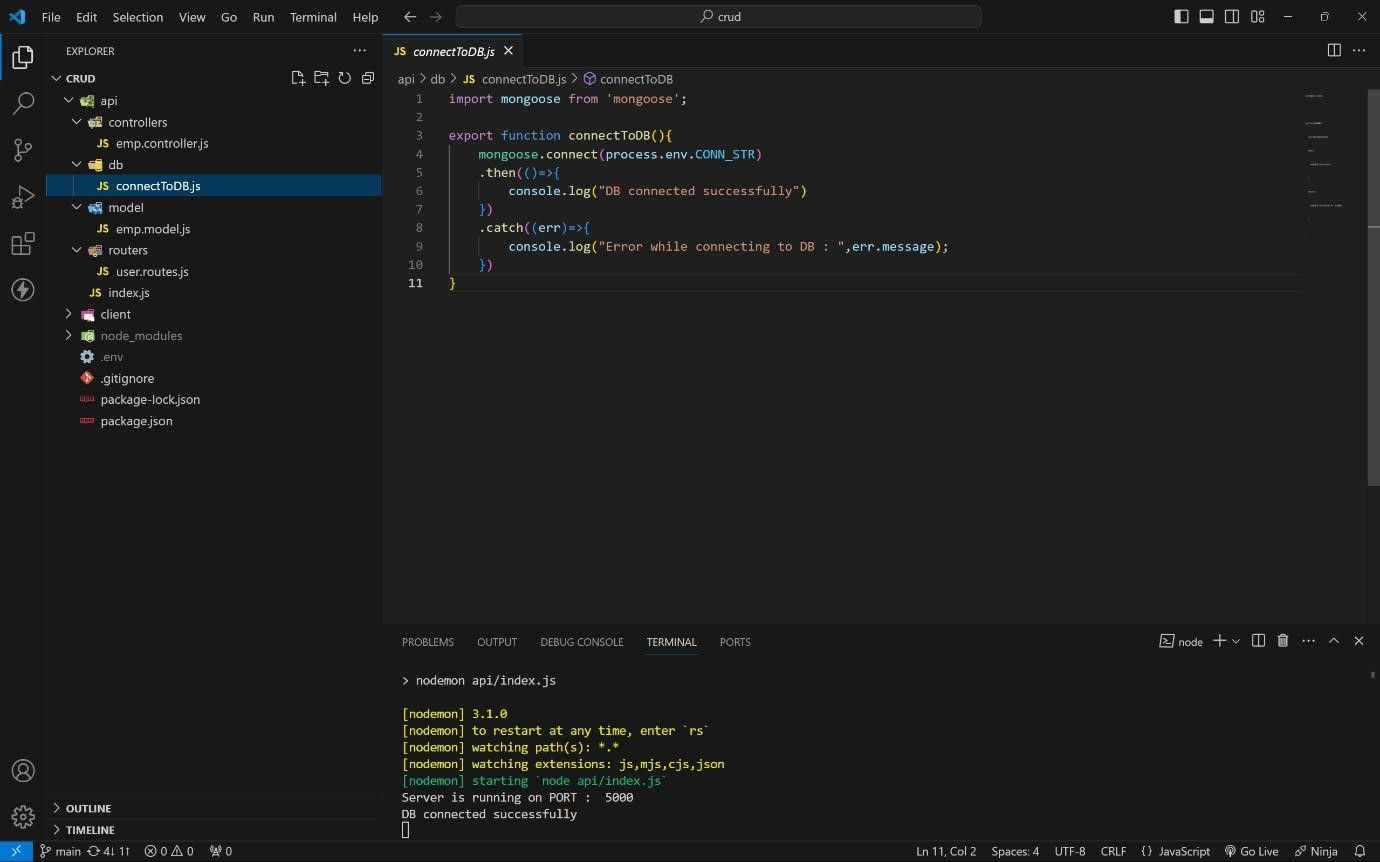 File Edit Selection View Go Run Terminal Help crud
EXPLORER
CRUD
api
controllers
JS emp.controller.js
db
JS connectToDB.js
model
JS emp.model.js
routers
JS user.routes.js
JS index.js
client
node_modules
.env
.gitignore
package-lock.json
package.json
OUTLINE
TIMELINE
JS connectToDB.js
api > db > JS connectToDB.js > connectToDB
1 import mongoose from 'mongoose';
2
3 export function connectToDB(){
4 mongoose.connect(process.env.CONN_STR)
5 .then(()=>{
6 console.log("DB connected successfully")
7 })
8 .catch((err)=>{
9 console.log("Error while connecting to DB : ",err.message);
10 })
11 }
PROBLEMS OUTPUT DEBUG CONSOLE TERMINAL PORTS node
> nodemon api/index.js
[nodemon] 3.1.0
[nodemon] to restart at any time, enter `rs`
[nodemon] watching path(s): *.*
[nodemon] watching extensions: js,mjs,cjs,json
[nodemon] starting `node api/index.js`
Server is running on PORT :  5000
DB connected successfully
main 4↓ 1↑ 0 0 0 Ln 11, Col 2 Spaces: 4 UTF-8 CRLF {} JavaScript Go Live Ninja